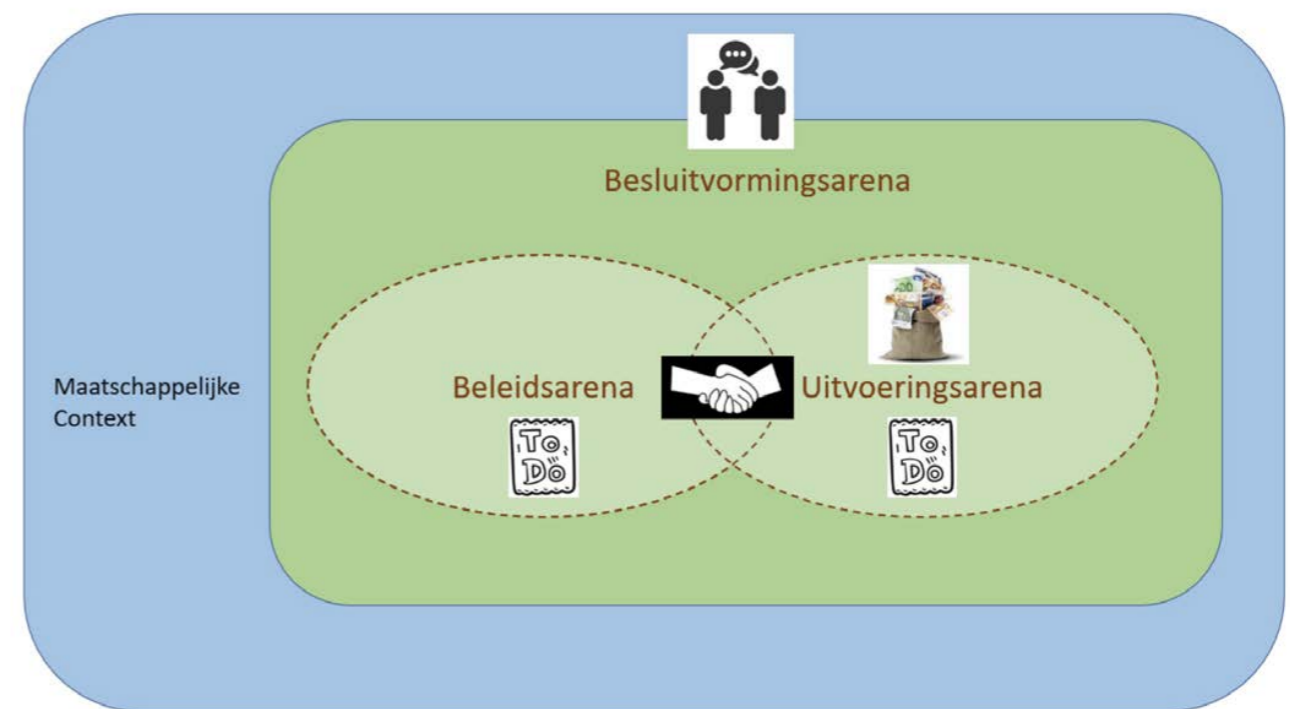 Besluitvormingsarena
Maatschappelijke
Context
Beleidsarena
Uitvoeringsarena
To
Do
To
Do